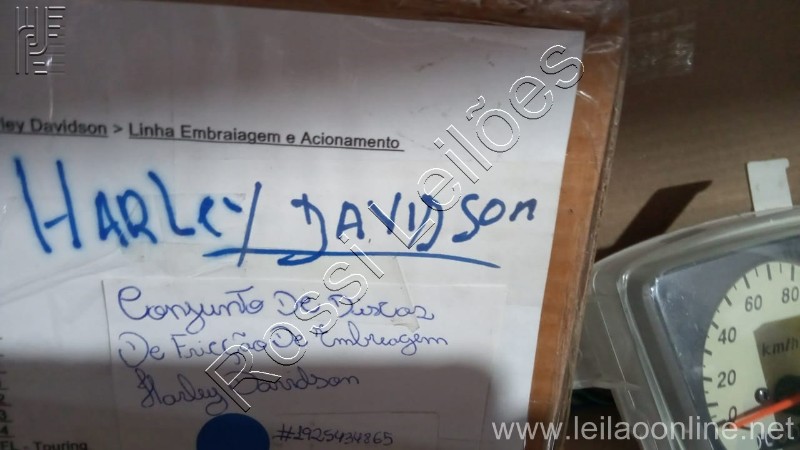 ley Davidson > Linha Embraiagem e Acionamento
HARLEY DAVIDSON
Conjunto De Discos
De Fricção De Embreagem
Harley Davidson
#1925434865
FL - Touring
Rossi Leilões
80
60
40
20
0
km/h
www.leilaoonline.net